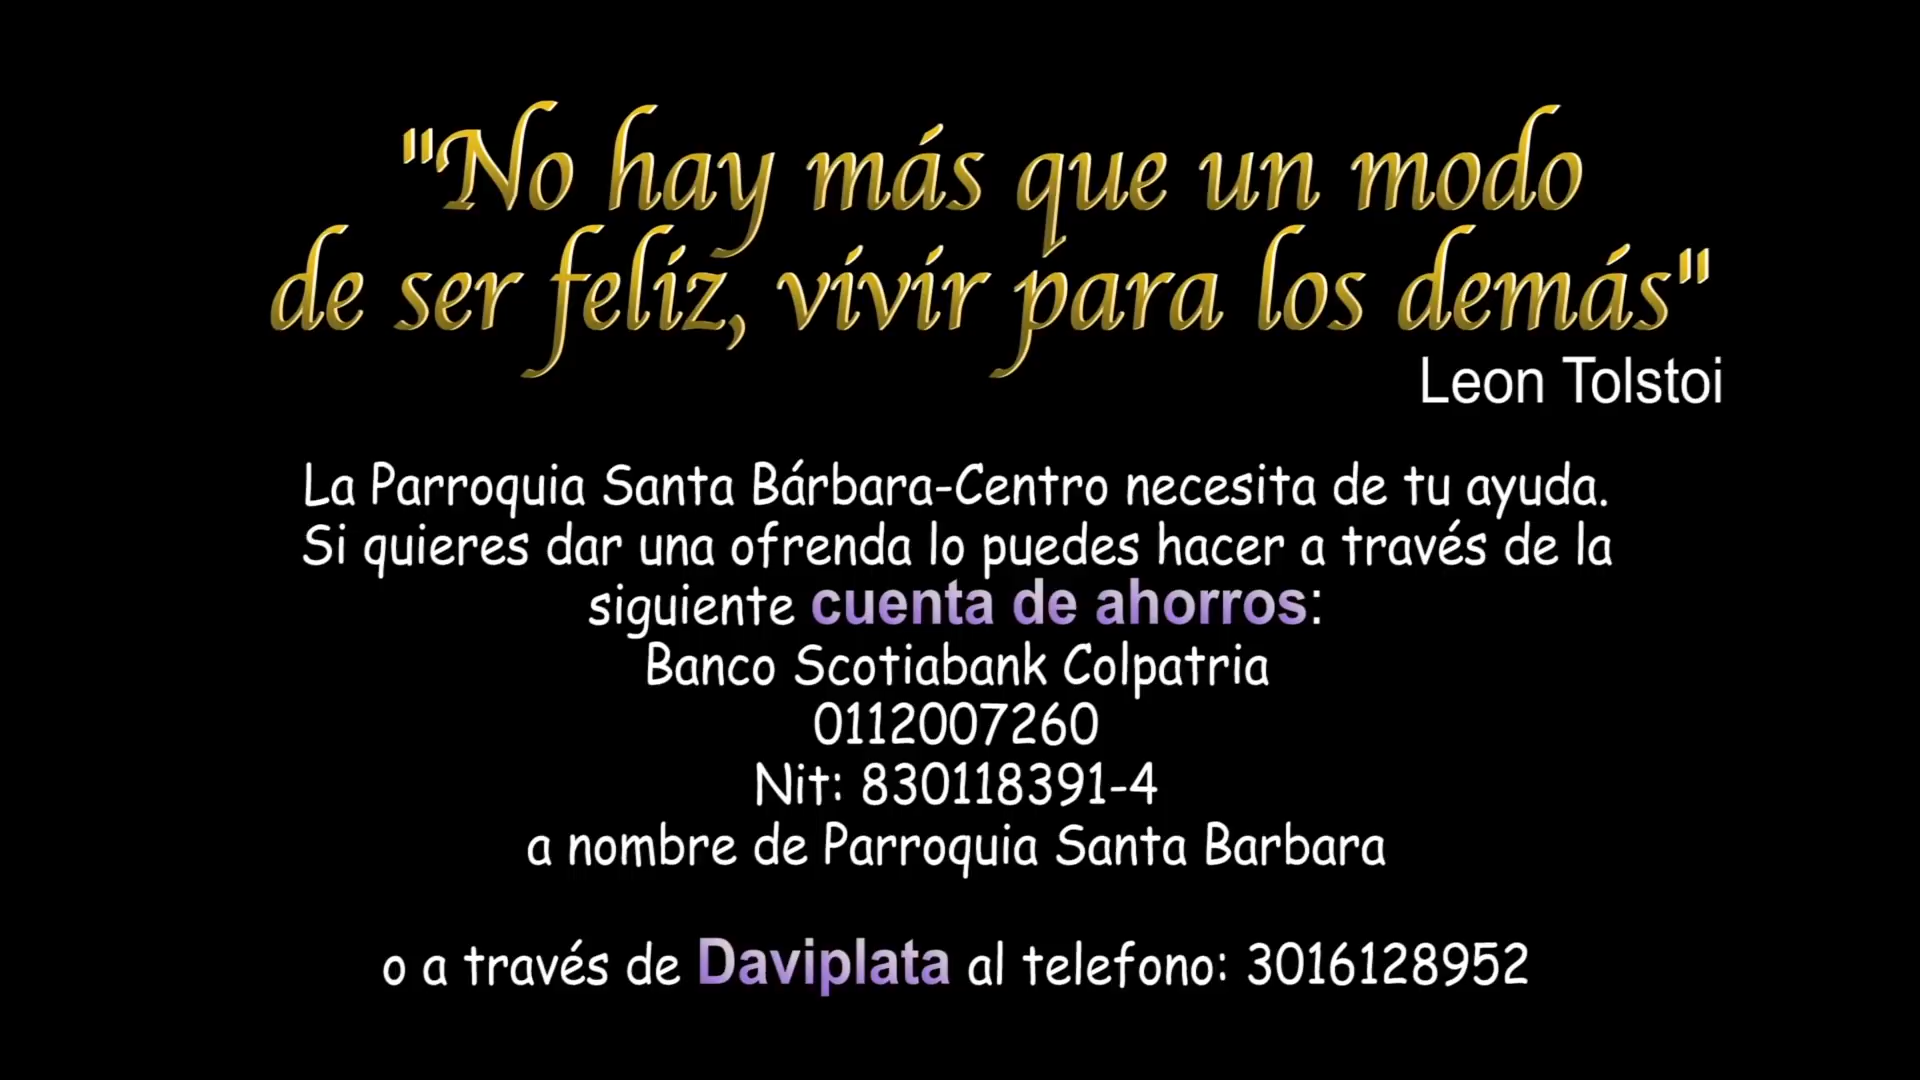 "No hay más que un modo
de ser feliz, vivir para los demás"
Leon Tolstoi
La Parroquia Santa Bárbara-Centro necesita de tu ayuda.
Si quieres dar una ofrenda lo puedes hacer a través de la
siguiente cuenta de ahorros:
Banco Scotiabank Colpatria
0112007260
Nit: 830118391-4
a nombre de Parroquia Santa Barbara
o a través de Daviplata al telefono: 3016128952